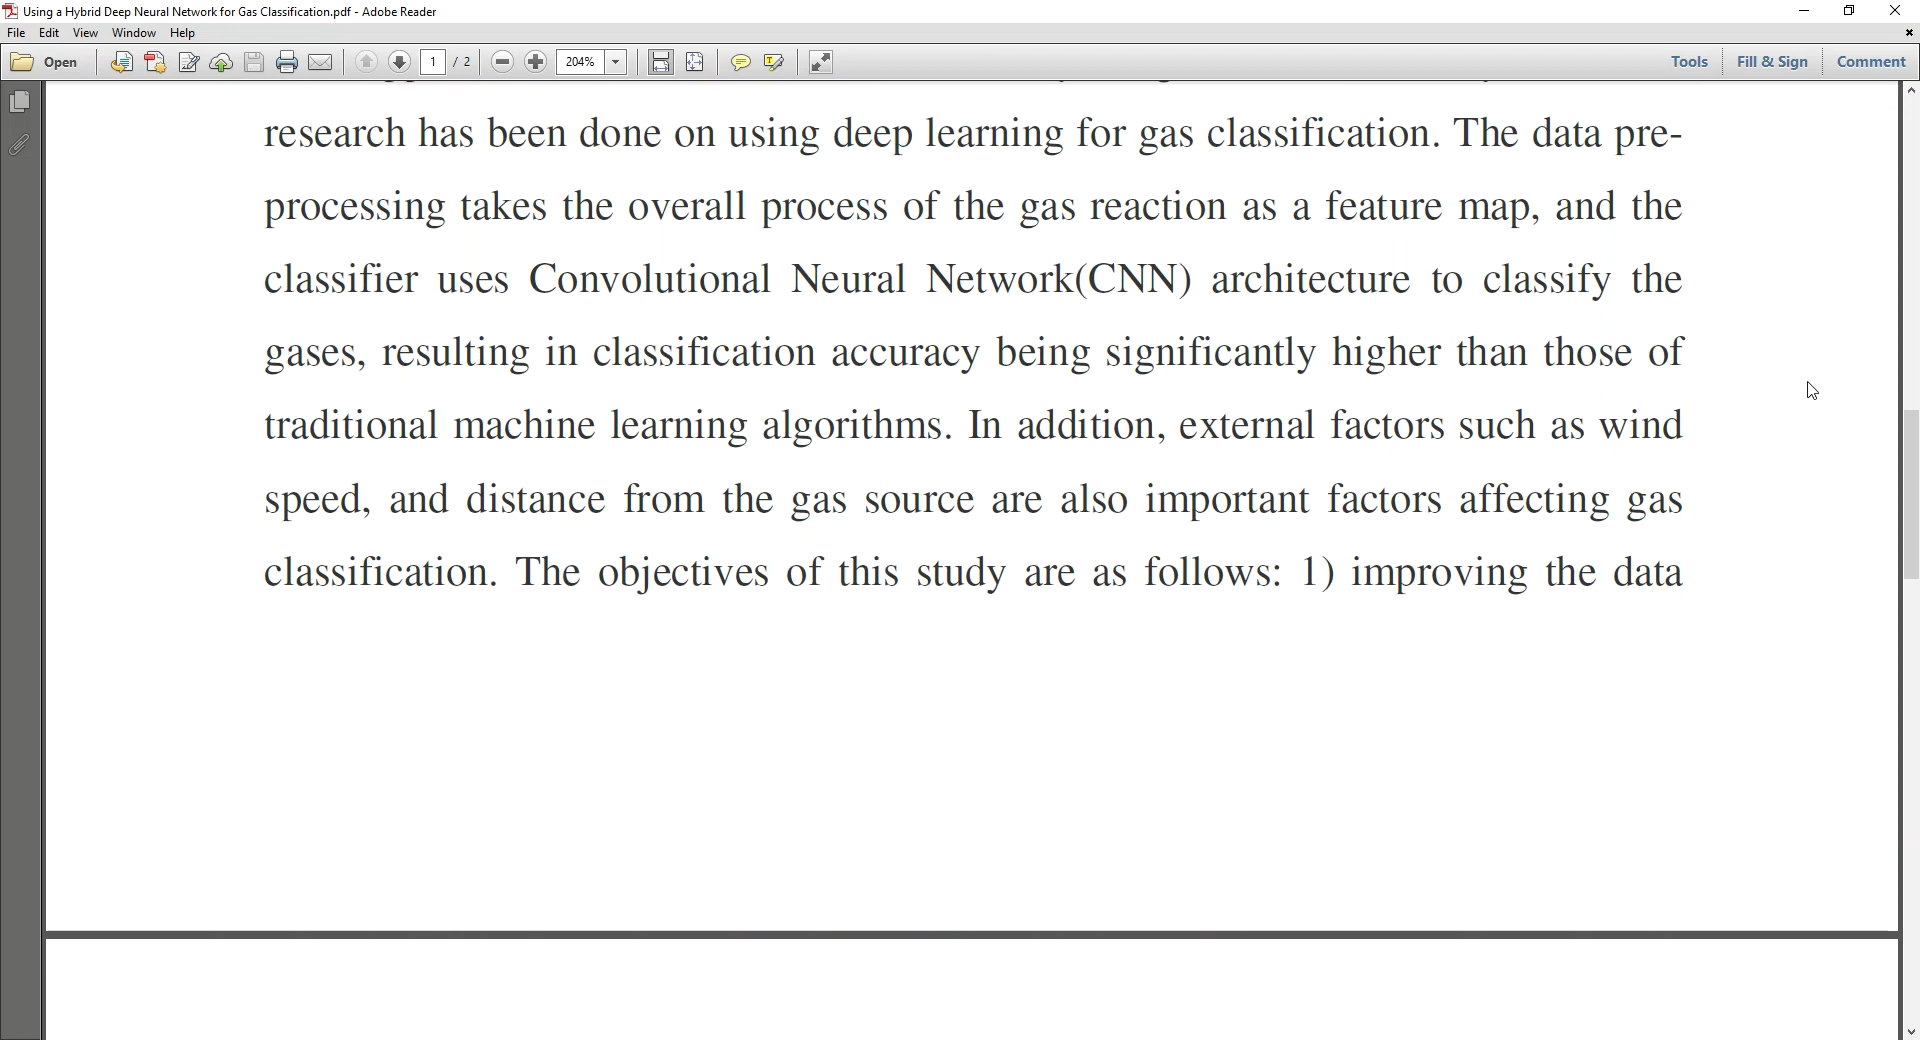 Using a Hybrid Deep Neural Network for Gas Classification.pdf - Adobe Reader
File Edit View Window Help
Open 1 / 2 204% Tools Fill & Sign Comment
research has been done on using deep learning for gas classification. The data pre-
processing takes the overall process of the gas reaction as a feature map, and the
classifier uses Convolutional Neural Network(CNN) architecture to classify the
gases, resulting in classification accuracy being significantly higher than those of
traditional machine learning algorithms. In addition, external factors such as wind
speed, and distance from the gas source are also important factors affecting gas
classification. The objectives of this study are as follows: 1) improving the data